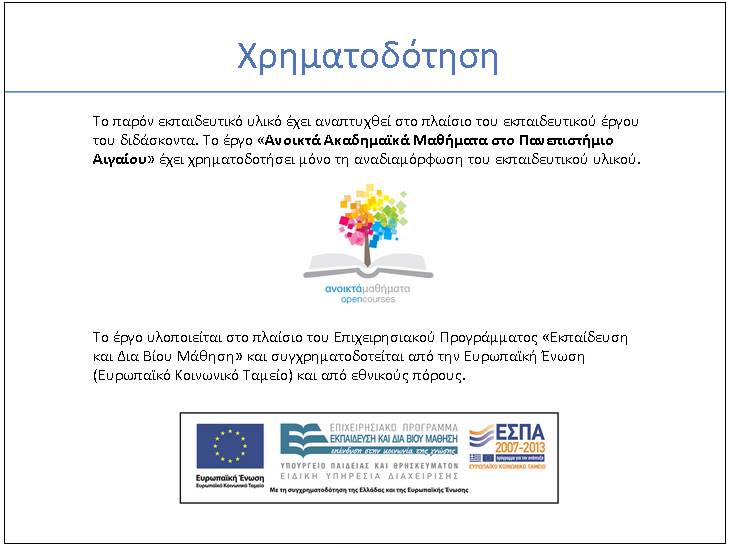 Χρηματοδότηση
Το παρόν εκπαιδευτικό υλικό έχει αναπτυχθεί στο πλαίσιο του εκπαιδευτικού έργου
του διδάσκοντα. Το έργο «Ανοικτά Ακαδημαϊκά Μαθήματα στο Πανεπιστήμιο
Αιγαίου» έχει χρηματοδοτήσει μόνο τη αναδιαμόρφωση του εκπαιδευτικού υλικού.
ανοικτάμαθήματα
opencourses
Το έργο υλοποιείται στο πλαίσιο του Επιχειρησιακού Προγράμματος «Εκπαίδευση
και Δια Βίου Μάθηση» και συγχρηματοδοτείται από την Ευρωπαϊκή Ένωση
(Ευρωπαϊκό Κοινωνικό Ταμείο) και από εθνικούς πόρους.
Ευρωπαϊκή Ένωση
Ευρωπαϊκό Κοινωνικό Ταμείο
ΕΠΙΧΕΙΡΗΣΙΑΚΟ ΠΡΟΓΡΑΜΜΑ
ΕΚΠΑΙΔΕΥΣΗ ΚΑΙ ΔΙΑ ΒΙΟΥ ΜΑΘΗΣΗ
επένδυση στην κοινωνία της γνώσης
ΥΠΟΥΡΓΕΙΟ ΠΑΙΔΕΙΑΣ ΚΑΙ ΘΡΗΣΚΕΥΜΑΤΩΝ
ΕΙΔΙΚΗ ΥΠΗΡΕΣΙΑ ΔΙΑΧΕΙΡΙΣΗΣ
ΕΣΠΑ
2007-2013
πρόγραμμα για την ανάπτυξη
ΕΥΡΩΠΑΪΚΟ ΚΟΙΝΩΝΙΚΟ ΤΑΜΕΙΟ
Με τη συγχρηματοδότηση της Ελλάδας και της Ευρωπαϊκής Ένωσης